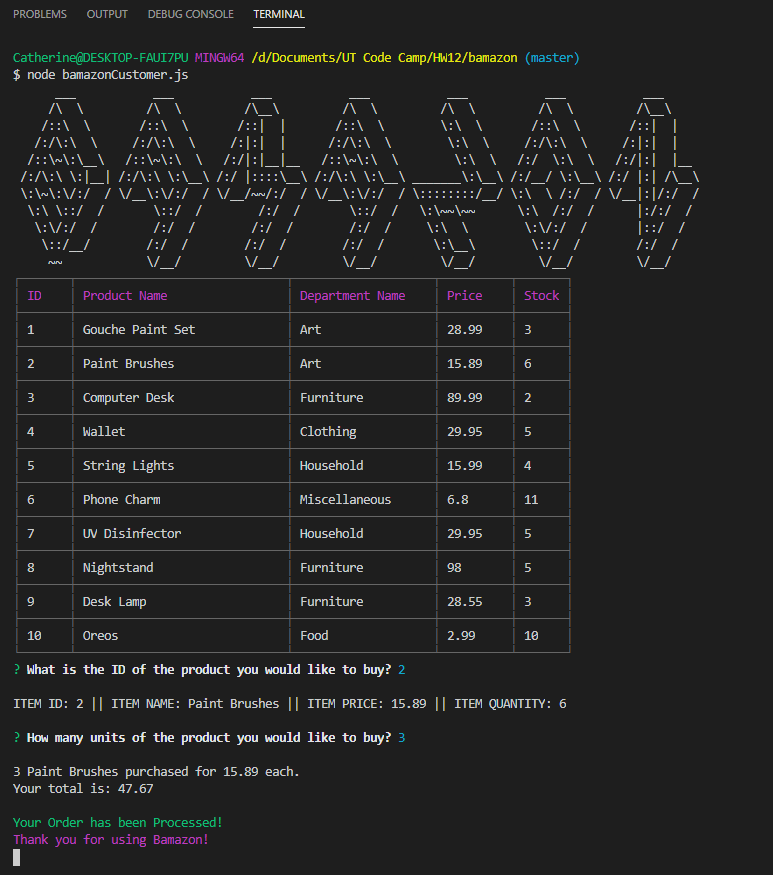 PROBLEMS OUTPUT DEBUG CONSOLE TERMINAL
Catherine@DESKTOP-FAUI7PU MINGW64 /d/Documents/UT Code Camp/HW12/bamazon (master)
$ node bamazonCustomer.js
BAMAZON
ID Product Name Department Name Price Stock
1 Gouche Paint Set Art 28.99 3
2 Paint Brushes Art 15.89 6
3 Computer Desk Furniture 89.99 2
4 Wallet Clothing 29.95 5
5 String Lights Household 15.99 4
6 Phone Charm Miscellaneous 6.8 11
7 UV Disinfector Household 29.95 5
8 Nightstand Furniture 98 5
9 Desk Lamp Furniture 28.55 3
10 Oreos Food 2.99 10
? What is the ID of the product you would like to buy? 2
ITEM ID: 2 || ITEM NAME: Paint Brushes || ITEM PRICE: 15.89 || ITEM QUANTITY: 6
? How many units of the product you would like to buy? 3
3 Paint Brushes purchased for 15.89 each.
Your total is: 47.67
Your Order has been Processed!
Thank you for using Bamazon!